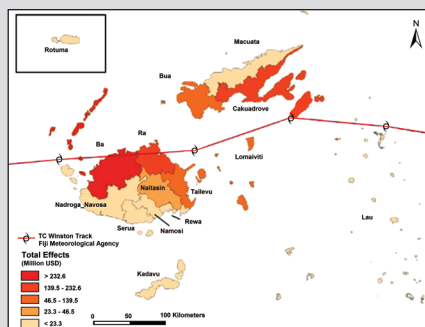 Rotuma
N
Macuata
Bua
Cakuadrove
Ra
Ba
Lomaiviti
Naitasiri
Tailevu
Nadroga_Navosa
Lau
Rewa
Serua
Namosi
TC Winston Track
Fiji Meteorological Agency
Kadavu
Total Effects
(Million USD)
> 232.6
139.5 - 232.6
46.5 - 139.5
23.3 - 46.5
< 23.3
0 50 100 Kilometers